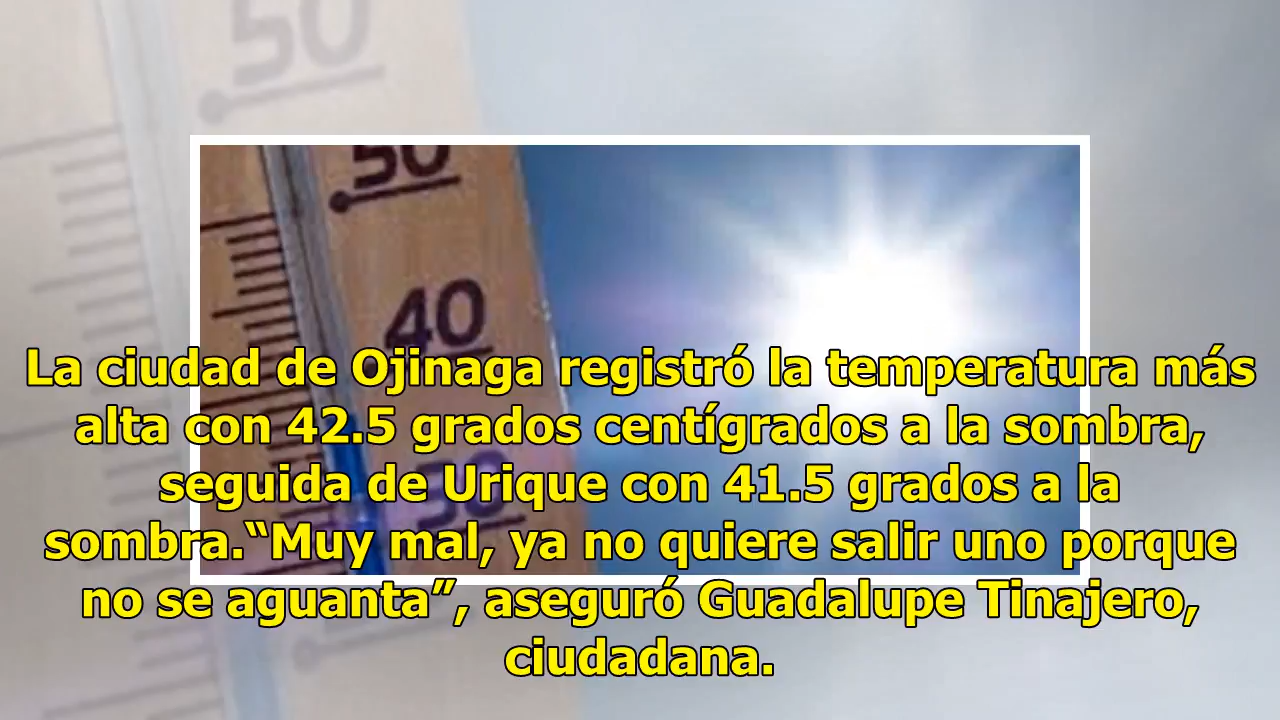 50
50
40
30
La ciudad de Ojinaga registró la temperatura más
alta con 42.5 grados centígrados a la sombra,
seguida de Urique con 41.5 grados a la
sombra.“Muy mal, ya no quiere salir uno porque
no se aguanta”, aseguró Guadalupe Tinajero,
ciudadana.